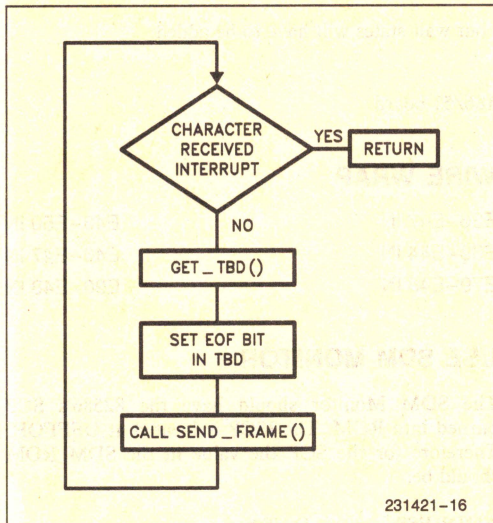 CHARACTER
RECEIVED
INTERRUPT
YES
RETURN
NO
GET_TBD()
SET EOF BIT
IN TBD
CALL SEND_FRAME()
231421-16